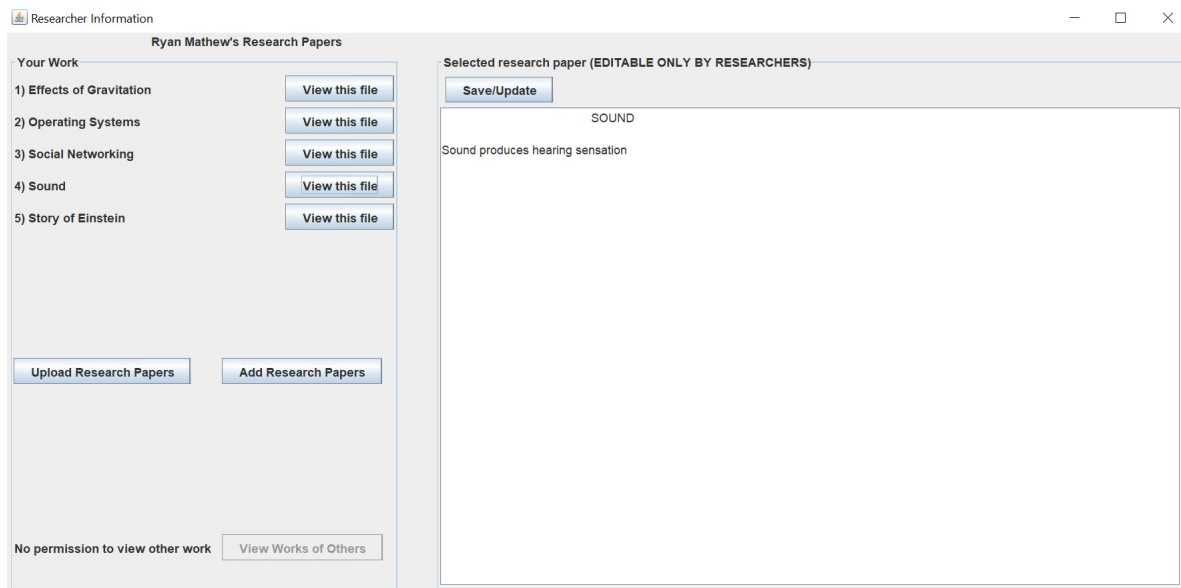 Researcher Information
Ryan Mathew's Research Papers
Your Work
1) Effects of Gravitation View this file
2) Operating Systems View this file
3) Social Networking View this file
4) Sound View this file
5) Story of Einstein View this file
Upload Research Papers Add Research Papers
No permission to view other work View Works of Others
Selected research paper (EDITABLE ONLY BY RESEARCHERS)
Save/Update
SOUND
Sound produces hearing sensation